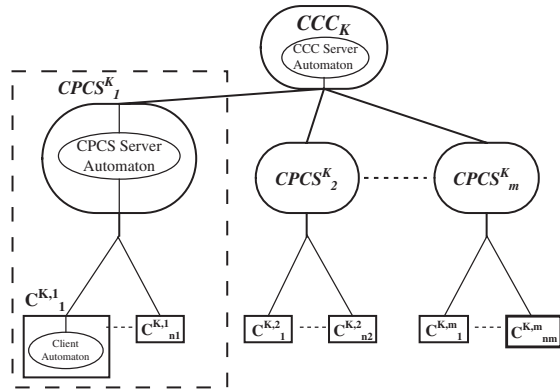 CCC_K
CCC Server
Automaton
CPCS^K_1
CPCS Server
Automaton
CPCS^K_2
CPCS^K_m
C^K,1_1
Client
Automaton
C^K,1_n1
C^K,2_1
C^K,2_n2
C^K,m_1
C^K,m_nm